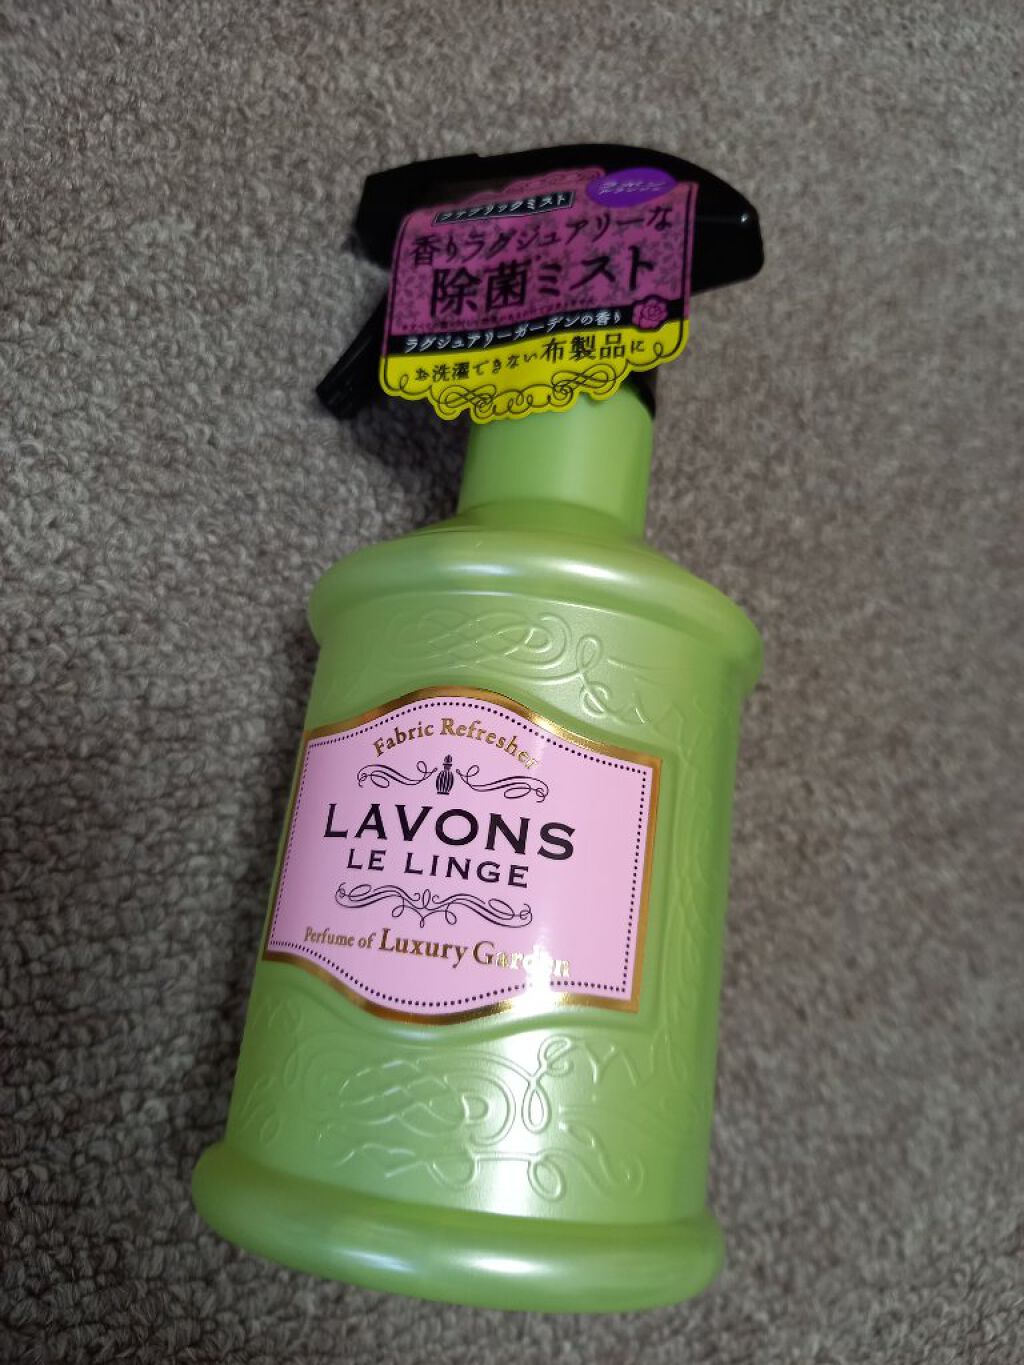 ファブリックミスト
香りラグジュアリーな
除菌ミスト
ラグジュアリーガーデンの香り
お洗濯できない布製品に
Fabric Refresher
LAVONS
LE LINGE
Perfume of Luxury Garden